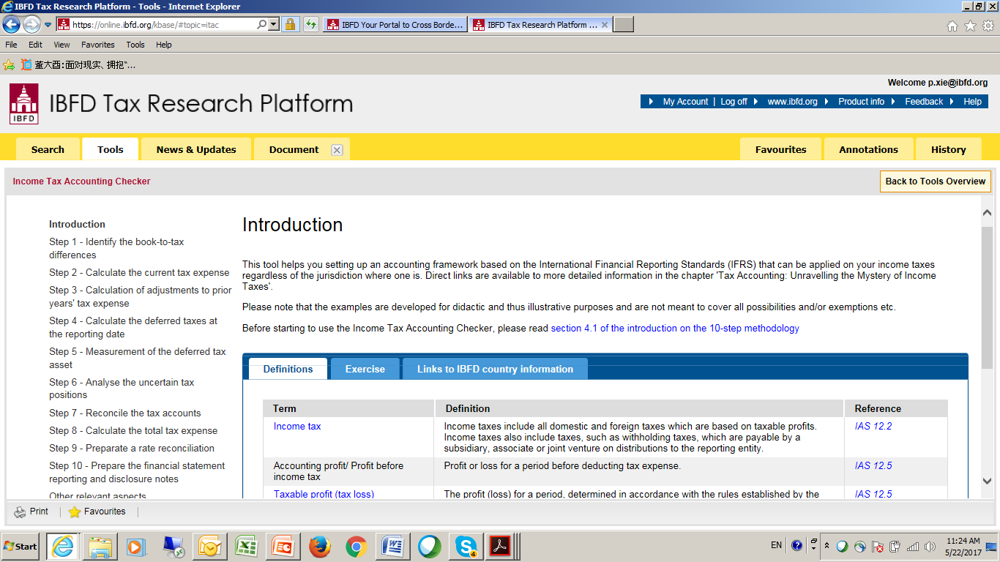 IBFD Tax Research Platform - Tools - Internet Explorer
https://online.ibfd.org/kbase/#topic=itac
IBFD Your Portal to Cross Borde...
IBFD Tax Research Platform ...
File Edit View Favorites Tools Help
董大酉:面对现实、拥抱“...
Welcome p.xie@ibfd.org
IBFD
IBFD Tax Research Platform
My Account | Log off www.ibfd.org Product info Feedback Help
Search Tools News & Updates Document Favourites Annotations History
Income Tax Accounting Checker
Back to Tools Overview
Introduction
Step 1 - Identify the book-to-tax
differences
Step 2 - Calculate the current tax expense
Step 3 - Calculation of adjustments to prior
years' tax expense
Step 4 - Calculate the deferred taxes at
the reporting date
Step 5 - Measurement of the deferred tax
asset
Step 6 - Analyse the uncertain tax
positions
Step 7 - Reconcile the tax accounts
Step 8 - Calculate the total tax expense
Step 9 - Preparate a rate reconciliation
Step 10 - Prepare the financial statement
reporting and disclosure notes
Other relevant aspects
Introduction
This tool helps you setting up an accounting framework based on the International Financial Reporting Standards (IFRS) that can be applied on your income taxes
regardless of the jurisdiction where one is. Direct links are available to more detailed information in the chapter 'Tax Accounting: Unravelling the Mystery of Income
Taxes'.
Please note that the examples are developed for didactic and thus illustrative purposes and are not meant to cover all possibilities and/or exemptions etc.
Before starting to use the Income Tax Accounting Checker, please read section 4.1 of the introduction on the 10-step methodology
Definitions Exercise Links to IBFD country information
Term Definition Reference
Income tax
Income taxes include all domestic and foreign taxes which are based on taxable profits.
Income taxes also include taxes, such as withholding taxes, which are payable by a
subsidiary, associate or joint venture on distributions to the reporting entity.
IAS 12.2
Accounting profit/ Profit before
income tax
Profit or loss for a period before deducting tax expense.
IAS 12.5
Taxable profit (tax loss)
The profit (loss) for a period, determined in accordance with the rules established by the
IAS 12.5
Print Favourites
Start
4
EN
11:24 AM
5/22/2017